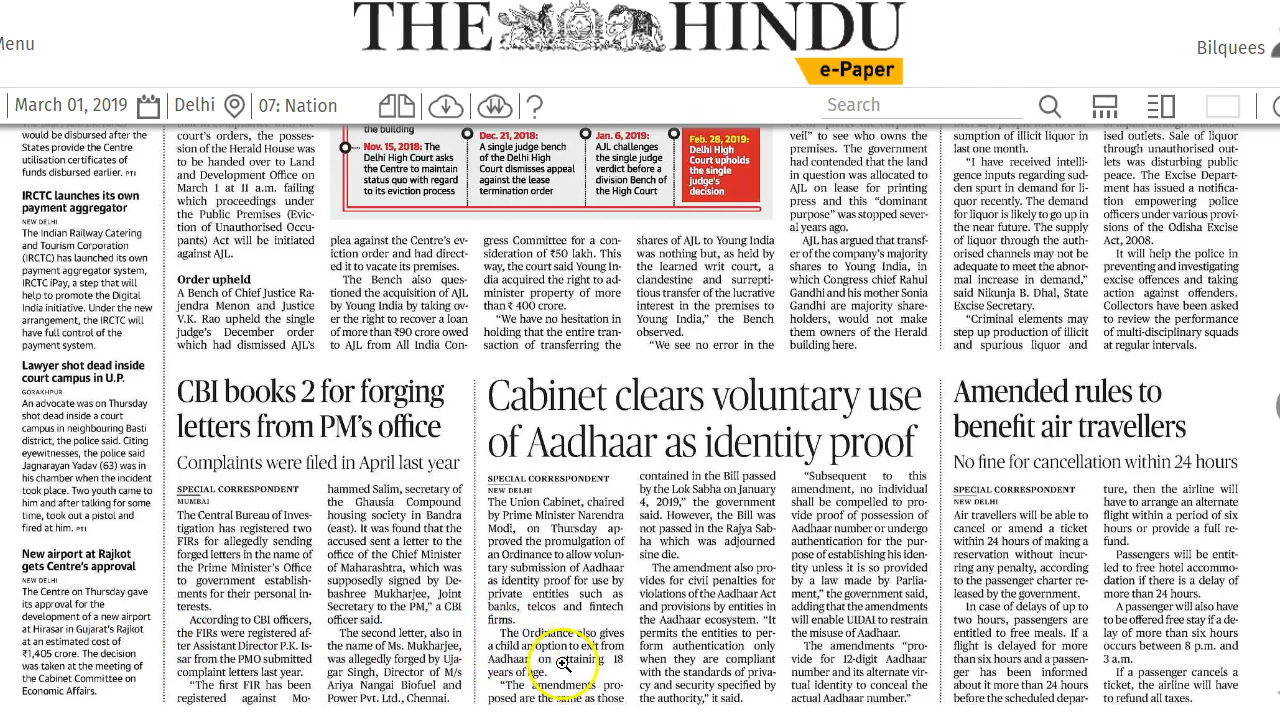 THE HINDU
e-Paper
Menu
Bilquees
March 01, 2019
Delhi
07: Nation
?
Search
would be disbursed after the
UTs provide the Centre
utilisation certificates of
funds disbursed earlier. PTI
IRCTC launches its own
payment aggregator
NEW DELHI
The Indian Railway Catering
and Tourism Corporation
(IRCTC) has launched its own
payment aggregator system,
IRCTC iPay, a step that will
help to promote the Digital
India initiative. Under the new
arrangement, the IRCTC will
have full control of the
payment system.
Lawyer shot dead inside
court campus in U.P.
GORAKHPUR
An advocate was on Thursday
shot dead inside a court
campus in neighbouring Basti
district, the police said. Citing
eyewitnesses, the police said
Jagnarayan Yadav (63) was in
his chamber when the incident
took place. Two youth came to
him and after talking for some
time, took out a pistol and
fired at him. PTI
New airport at Rajkot
gets Centre's approval
NEW DELHI
The Centre on Thursday gave
its approval for the
development of a new airport
at Hirasar in Gujarat's Rajkot
at an estimated cost of
₹1,405 crore. The decision
was taken at the meeting of
the Cabinet Committee on
Economic Affairs.
court's orders, the posses-
sion of the Herald House was
to be handed over to Land
and Development Office on
March 1 at 11 a.m. failing
which proceedings under
the Public Premises (Evic-
tion of Unauthorised Occu-
pants) Act will be initiated
against AJL.
Order upheld
A Bench of Chief Justice Ra-
jendra Menon and Justice
V.K. Rao upheld the single
judge's December order
which had dismissed AJL's
the building
Nov. 15, 2018: The
Delhi High Court asks
the Centre to maintain
status quo with regard
to its eviction process
Dec. 21, 2018:
A single judge bench
of the Delhi High
Court dismisses appeal
against the lease
termination order
Jan. 6, 2019:
AJL challenges
the single judge
verdict before a
division Bench of
the High Court
Feb. 28, 2019:
Delhi High
Court upholds
the single
judge's
decision
plea against the Centre's ev-
iction order and had direct-
ed it to vacate its premises.
The Bench also ques-
tioned the acquisition of AJL
by Young India by taking ov-
er the right to recover a loan
of more than ₹90 crore owed
to AJL from All India Con-
gress Committee for a con-
sideration of ₹50 lakh. This
way, the court said Young In-
dia acquired the right to ad-
minister property of more
than ₹ 400 crore.
"We have no hesitation in
holding that the entire tran-
saction of transferring the
shares of AJL to Young India
was nothing but, as held by
the learned writ court, a
clandestine and surrepti-
tious transfer of the lucrative
interest in the premises to
Young India," the Bench
observed.
"We see no error in the
veil" to see who owns the
premises. The government
had contended that the land
in question was allocated to
AJL on lease for printing
press and this "dominant
purpose" was stopped sever-
al years ago.
AJL has argued that transf-
er of the company's majority
shares to Young India, in
which Congress chief Rahul
Gandhi and his mother Sonia
Gandhi are majority share-
holders, would not make
them owners of the Herald
building here.
sumption of illicit liquor in
last one month.
"I have received intelli-
gence inputs regarding sud-
den spurt in demand for li-
quor recently. The demand
for liquor is likely to go up in
the near future. The supply
of liquor through the auth-
orised channels may not be
adequate to meet the abnor-
mal increase in demand,"
said Nikunja B. Dhal, State
Excise Secretary.
"Criminal elements may
step up production of illicit
and spurious liquor and
ised outlets. Sale of liquor
through unauthorised out-
lets was disturbing public
peace. The Excise Depart-
ment has issued a notifica-
tion empowering police
officers under various provi-
sions of the Odisha Excise
Act, 2008.
It will help the police in
preventing and investigating
excise offences and taking
action against offenders.
Collectors have been asked
to review the performance
of multi-disciplinary squads
at regular intervals.
CBI books 2 for forging
letters from PM's office
Complaints were filed in April last year
SPECIAL CORRESPONDENT
MUMBAI
The Central Bureau of Inves-
tigation has registered two
FIRs for allegedly sending
forged letters in the name of
the Prime Minister's Office
to government establish-
ments for their personal in-
terests.
According to CBI officers,
the FIRs were registered af-
ter Assistant Director P.K. Is-
sar from the PMO submitted
complaint letters last year.
"The first FIR has been
registered against Mo-
hammed Salim, secretary of
the Ghausia Compound
housing society in Bandra
(east). It was found that the
accused sent a letter to the
office of the Chief Minister
of Maharashtra, which was
supposedly signed by De-
bashree Mukharjee, Joint
Secretary to the PM," a CBI
officer said.
The second letter, also in
the name of Ms. Mukharjee,
was allegedly forged by Uja-
gar Singh, Director of M/s
Ariya Nangai Biofuel and
Power Pvt. Ltd., Chennai.
Cabinet clears voluntary use
of Aadhaar as identity proof
SPECIAL CORRESPONDENT
NEW DELHI
The Union Cabinet, chaired
by Prime Minister Narendra
Modi, on Thursday ap-
proved the promulgation of
an Ordinance to allow volun-
tary submission of Aadhaar
as identity proof for use by
private entities such as
banks, telcos and fintech
firms.
The Ordinance also gives
a child an option to exit from
Aadhaar on attaining 18
years of age.
"The amendments pro-
posed are the same as those
contained in the Bill passed
by the Lok Sabha on January
4, 2019," the government
said. However, the Bill was
not passed in the Rajya Sab-
ha which was adjourned
sine die.
The amendment also pro-
vides for civil penalties for
violations of the Aadhaar Act
and provisions by entities in
the Aadhaar ecosystem. "It
permits the entities to per-
form authentication only
when they are compliant
with the standards of priva-
cy and security specified by
the authority," it said.
"Subsequent to this
amendment, no individual
shall be compelled to pro-
vide proof of possession of
Aadhaar number or undergo
authentication for the pur-
pose of establishing his iden-
tity unless it is so provided
by a law made by Parlia-
ment," the government said,
adding that the amendments
will enable UIDAI to restrain
the misuse of Aadhaar.
The amendments "pro-
vide for 12-digit Aadhaar
number and its alternate vir-
tual identity to conceal the
actual Aadhaar number."
Amended rules to
benefit air travellers
No fine for cancellation within 24 hours
SPECIAL CORRESPONDENT
NEW DELHI
Air travellers will be able to
cancel or amend a ticket
within 24 hours of making a
reservation without incur-
ring any penalty, according
to the passenger charter re-
leased by the government.
In case of delays of up to
two hours, passengers are
entitled to free meals. If a
flight is delayed for more
than six hours and a passen-
ger has been informed
about it more than 24 hours
before the scheduled depar-
ture, then the airline will
have to arrange an alternate
flight within a period of six
hours or provide a full re-
fund.
Passengers will be entit-
led to free hotel accommo-
dation if there is a delay of
more than 24 hours.
A passenger will also have
to be offered free stay if a de-
lay of more than six hours
occurs between 8 p.m. and
3 a.m.
If a passenger cancels a
ticket, the airline will have
to refund all taxes.